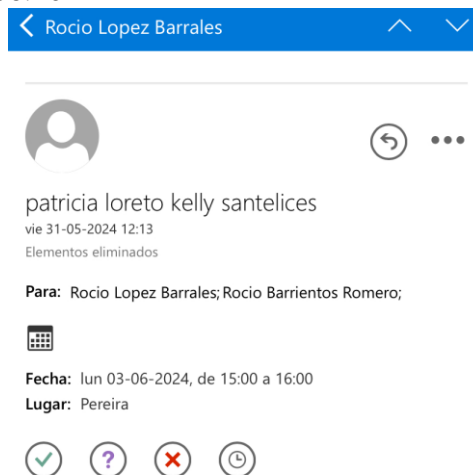 Rocio Lopez Barrales
patricia loreto kelly santelices
vie 31-05-2024 12:13
Elementos eliminados
Para: Rocio Lopez Barrales; Rocio Barrientos Romero;
Fecha: lun 03-06-2024, de 15:00 a 16:00
Lugar: Pereira